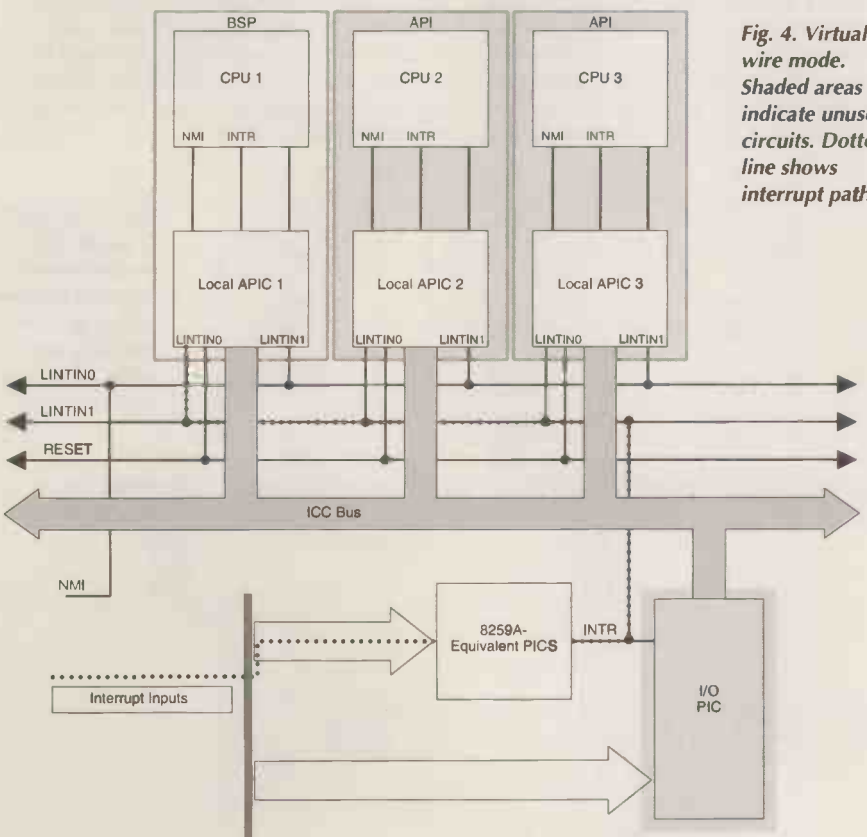 BSP API API
Fig. 4. Virtual
wire mode.
Shaded areas
indicate unus
circuits. Dotte
line shows
interrupt path
CPU 1 CPU 2 CPU 3
NMI INTR NMI INTR NMI INTR
Local APIC 1 Local APIC 2 Local APIC 3
LINTIN0 LINTIN1 LINTIN0 LINTIN1 LINTIN0 LINTIN1
LINTIN0
LINTIN1
RESET
ICC Bus
NMI
8259A-
Equivalent PICS
INTR
I/O
PIC
Interrupt Inputs